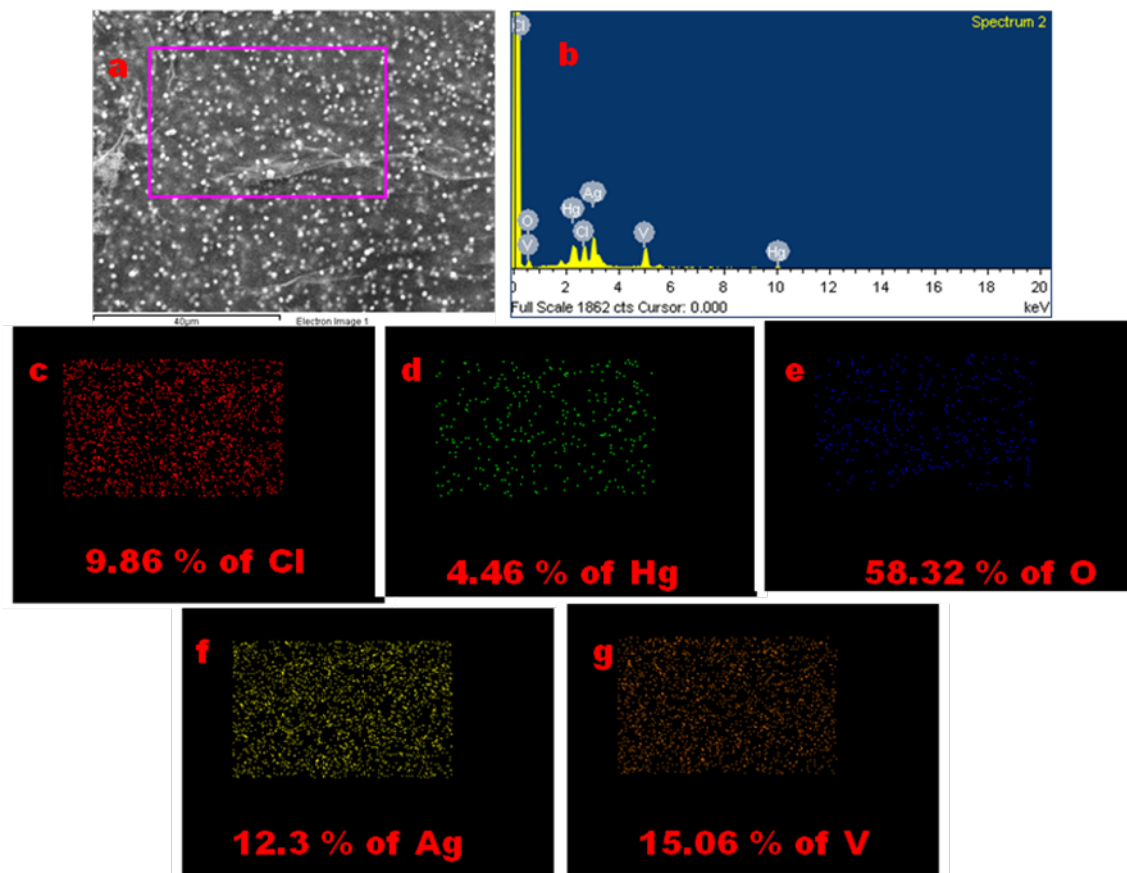 a
40µm
Electron Image 1
b
Spectrum 2
Cl
O
V
Hg
Cl
Ag
V
Hg
0 2 4 6 8 10 12 14 16 18 20
Full Scale 1862 cts Cursor: 0.000
keV
c
9.86 % of Cl
d
4.46 % of Hg
e
58.32 % of O
f
12.3 % of Ag
g
15.06 % of V